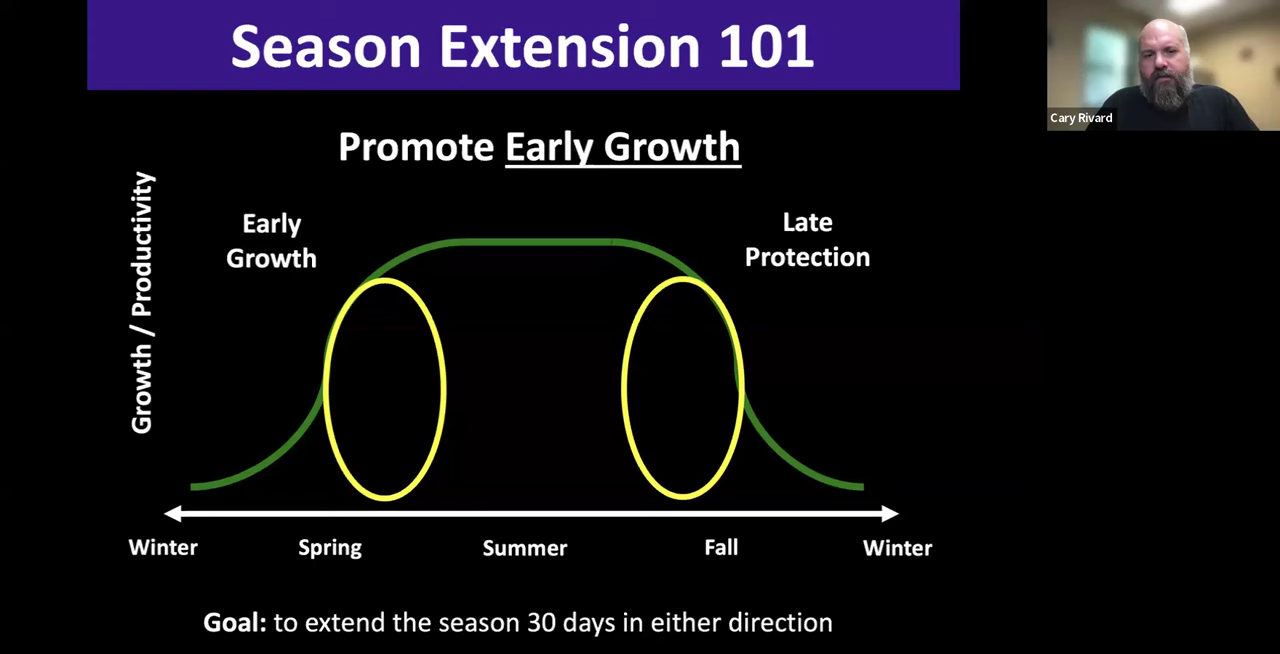 Season Extension 101
Cary Rivard
Promote Early Growth
Growth / Productivity
Early
Growth
Late
Protection
Winter
Spring
Summer
Fall
Winter
Goal: to extend the season 30 days in either direction